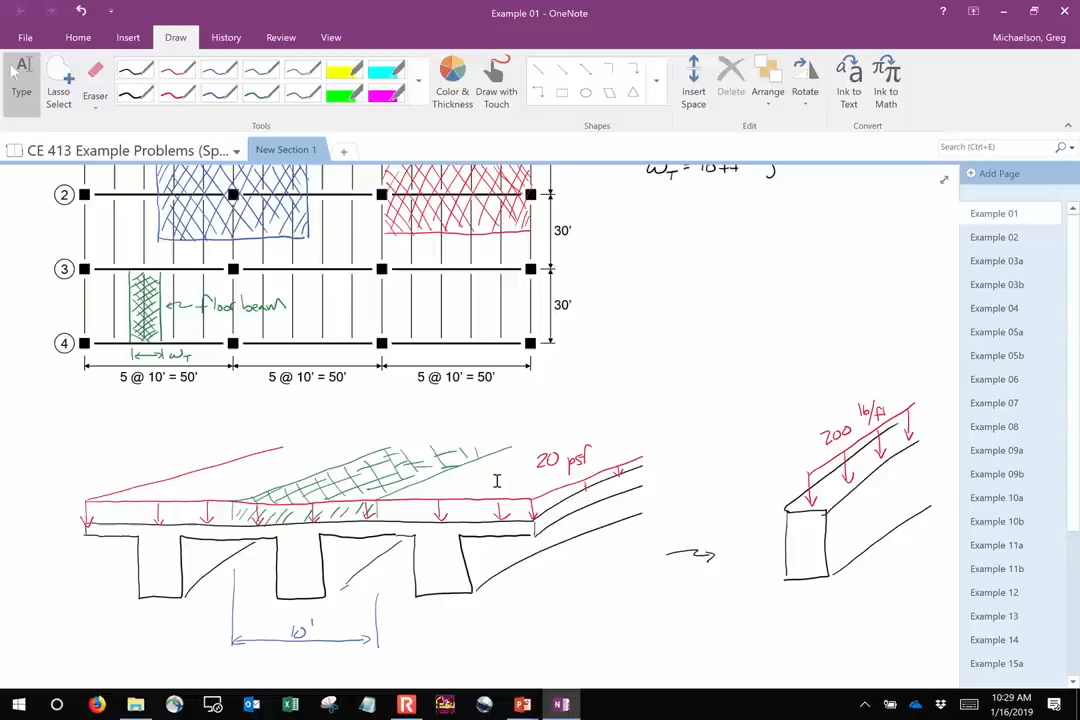 Example 01 - OneNote
Michaelson, Greg
File Home Insert Draw History Review View
Type
Lasso Select
Eraser
Color & Thickness
Draw with Touch
Insert Space
Delete
Arrange
Rotate
Ink to Text
Ink to Math
Tools
Shapes
Edit
Convert
CE 413 Example Problems (Sp...
New Section 1
Search (Ctrl+E)
Add Page
Example 01
Example 02
Example 03a
Example 03b
Example 04
Example 05a
Example 05b
Example 06
Example 07
Example 08
Example 09a
Example 09b
Example 10a
Example 10b
Example 11a
Example 11b
Example 12
Example 13
Example 14
Example 15a
2
30'
3
floor beam
30'
4
wT
5 @ 10' = 50'
5 @ 10' = 50'
5 @ 10' = 50'
20 psf
200 lb/ft
10'
10:29 AM
1/16/2019